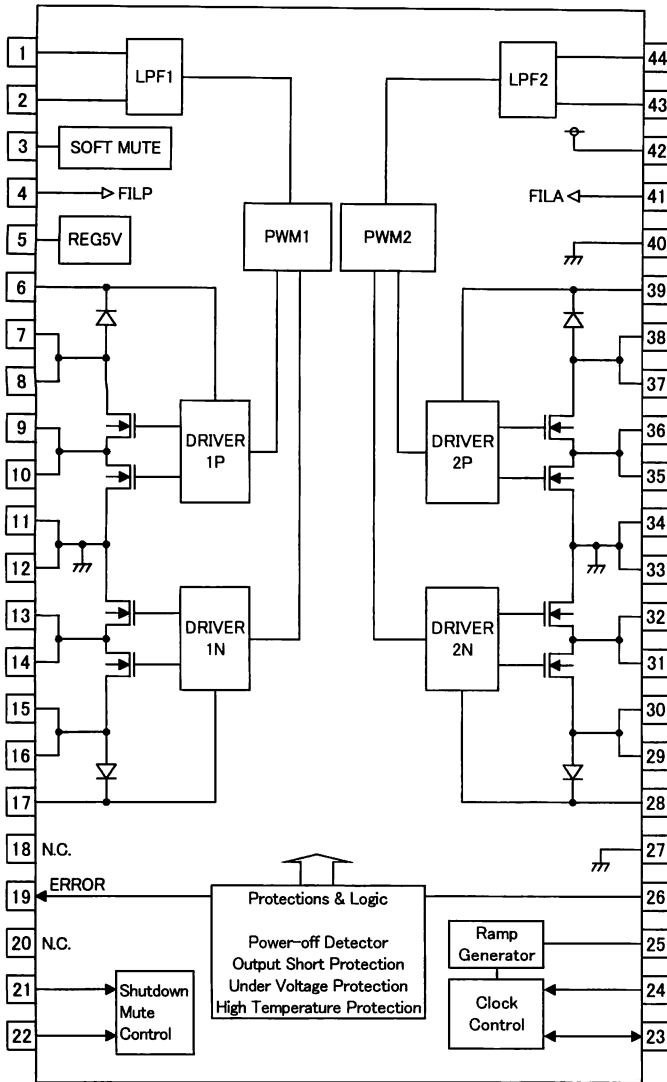 1
LPF1
LPF2
44
2
43
3
SOFT MUTE
42
4
FILP
FILA
41
5
REG5V
PWM1
PWM2
40
6
39
7
38
8
37
9
DRIVER
1P
DRIVER
2P
36
10
35
11
34
12
33
13
DRIVER
1N
DRIVER
2N
32
14
31
15
30
16
29
17
28
18
N.C.
27
19
ERROR
Protections & Logic
26
20
N.C.
Power-off Detector
Output Short Protection
Under Voltage Protection
High Temperature Protection
Ramp
Generator
25
21
Shutdown
Mute
Control
Clock
Control
24
22
23